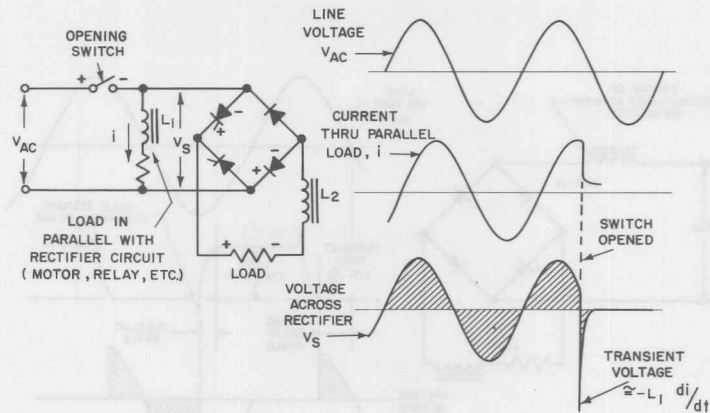 OPENING
SWITCH
+ -
V_AC
i
L1
V_S
+
-
+
-
L2
LOAD IN
PARALLEL WITH
RECTIFIER CIRCUIT
( MOTOR , RELAY, ETC.)
+ -
LOAD
LINE
VOLTAGE
V_AC
CURRENT
THRU PARALLEL
LOAD, i
SWITCH
OPENED
VOLTAGE
ACROSS
RECTIFIER
V_S
TRANSIENT
VOLTAGE
≅ -L1 di/dt